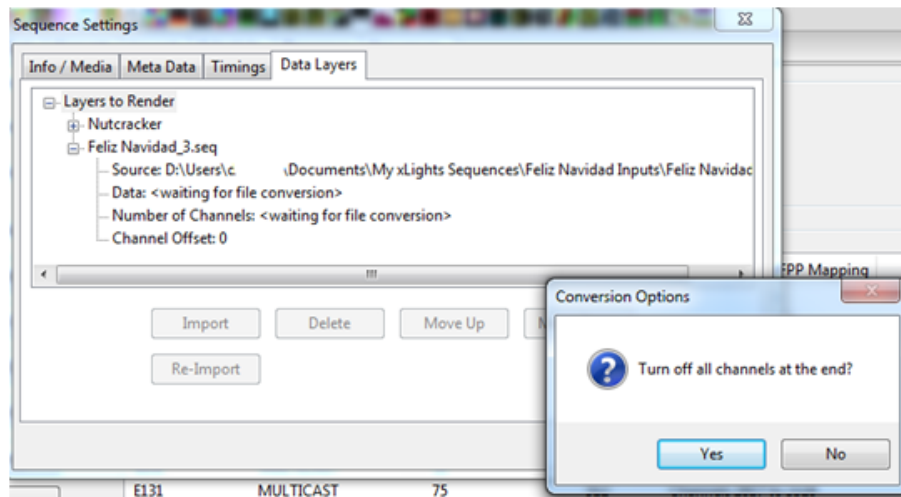 Sequence Settings
Info / Media Meta Data Timings Data Layers
Layers to Render
Nutcracker
Feliz Navidad_3.seq
Source: D:\Users\c. \Documents\My xLights Sequences\Feliz Navidad Inputs\Feliz Navidad
Data: <waiting for file conversion>
Number of Channels: <waiting for file conversion>
Channel Offset: 0
FPP Mapping
Import Delete Move Up
Re-Import
Conversion Options
Turn off all channels at the end?
Yes No
E131 MULTICAST 75